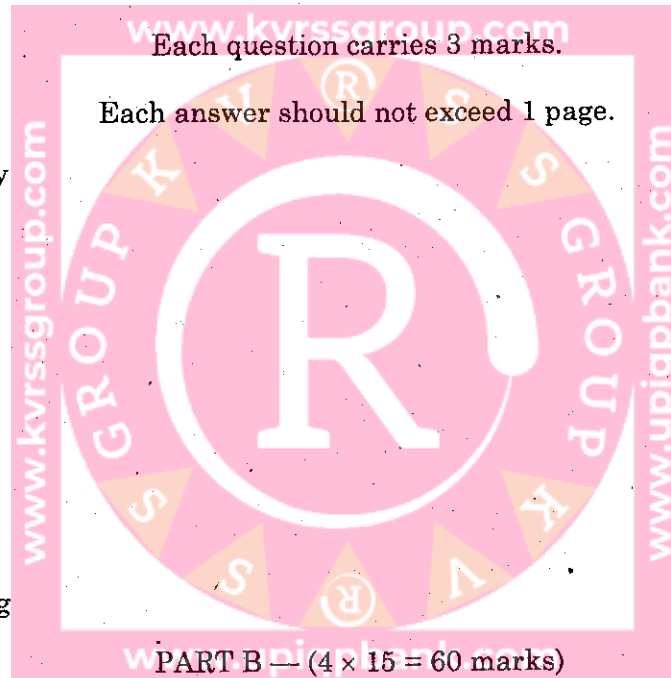 www.kvrssgroup.com
Each question carries 3 marks.
Each answer should not exceed 1 page.
y
www.kvrssgroup.com
www.upiqpbank.com
K V R S S GROUP
R
GROUP S S R V K
g
PART B — (4 × 15 = 60 marks)